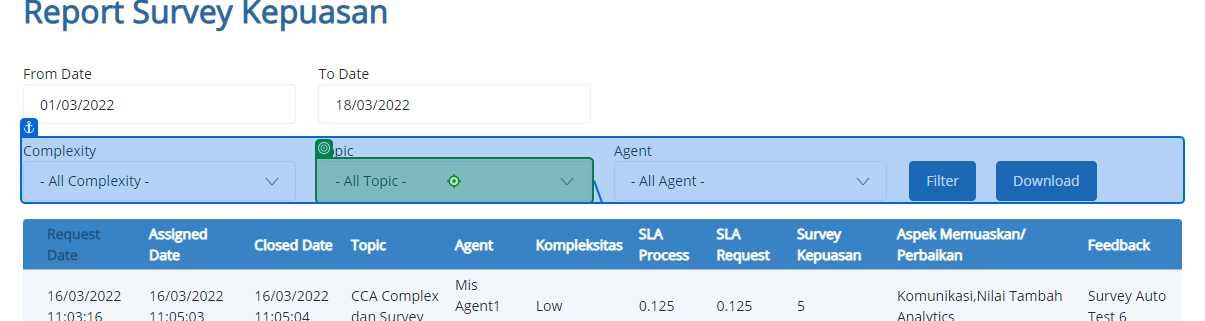 Report Survey Kepuasan
From Date To Date
01/03/2022 18/03/2022
Complexity pic Agent
- All Complexity - - All Topic - - All Agent - Filter Download
Request Date Assigned Date Closed Date Topic Agent Kompleksitas SLA Process SLA Request Survey Kepuasan Aspek Memuaskan/ Perbaikan Feedback
16/03/2022 11:03:16 16/03/2022 11:05:03 16/03/2022 11:05:04 CCA Complex dan Survey Mis Agent1 Low 0.125 0.125 5 Komunikasi,Nilai Tambah Analytics Survey Auto Test 6